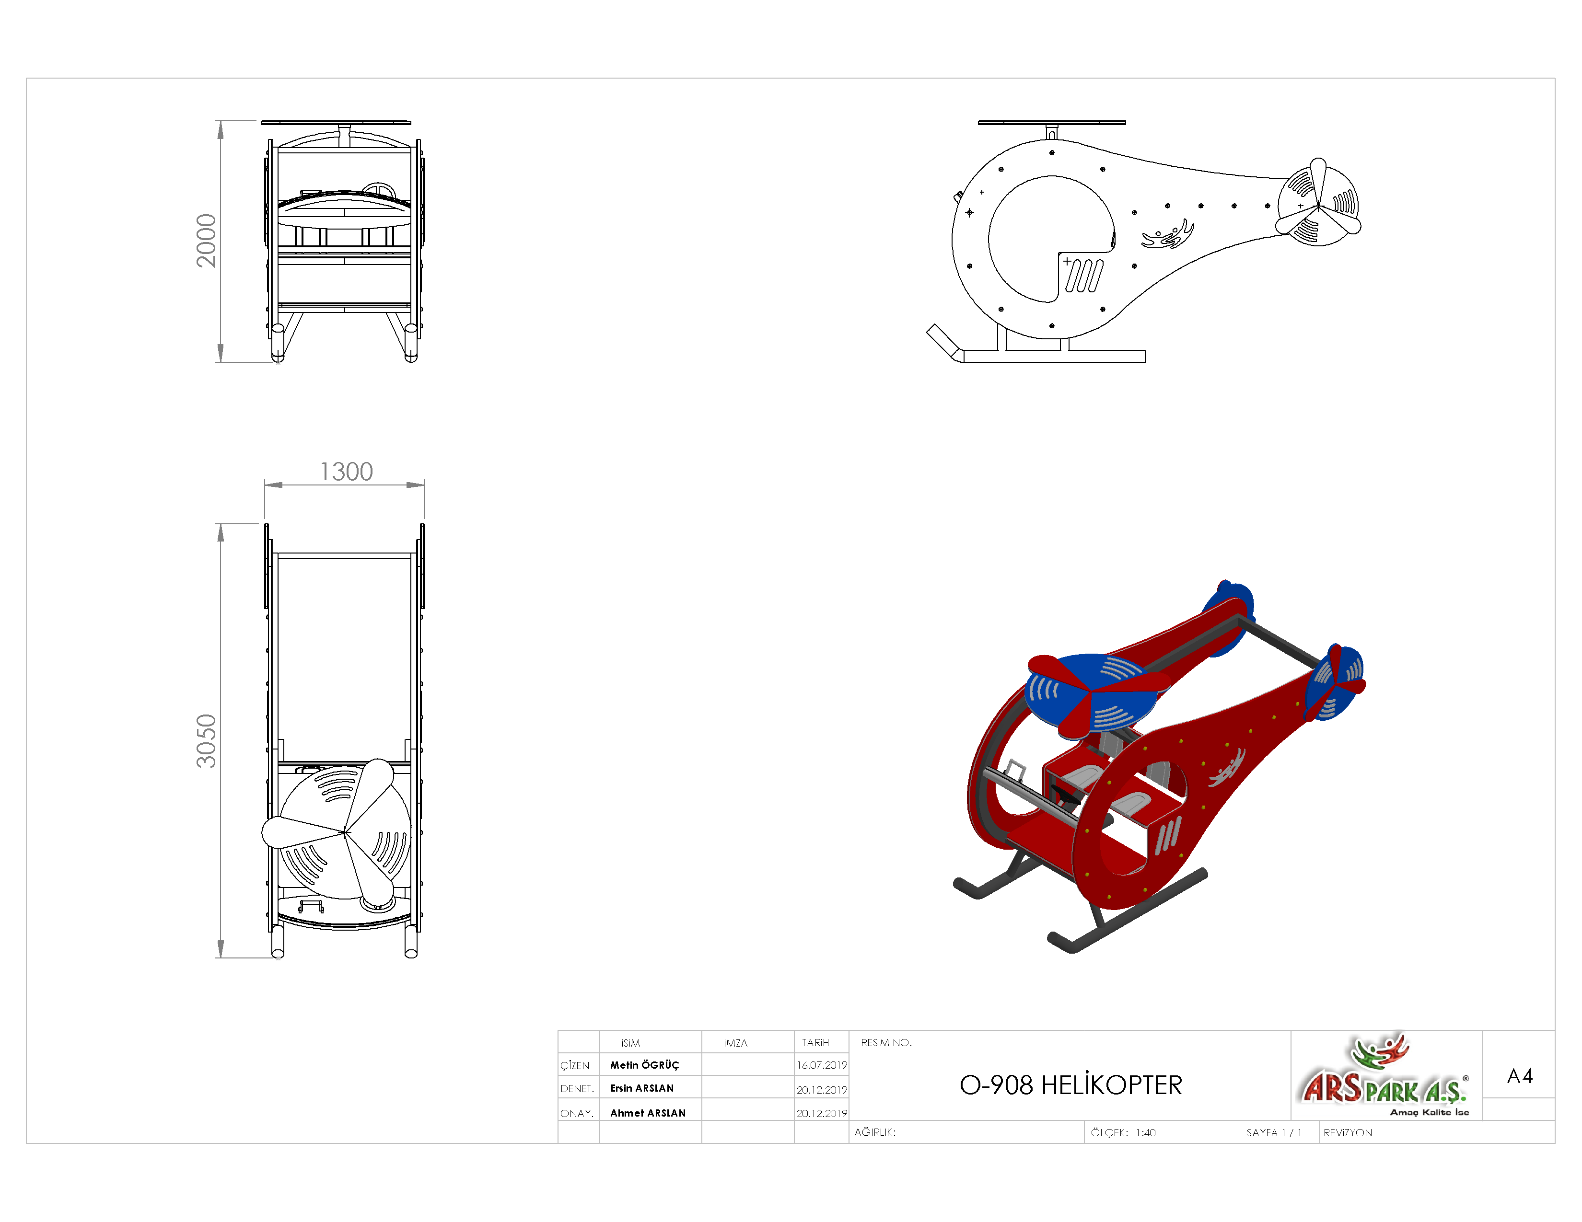 2000
1300
3050
İSİM
İMZA
TARİH
RESİM NO.
ÇİZEN
Metin ÖGRÜÇ
16.07.2019
DENET.
Ersin ARSLAN
20.12.2019
ONAY.
Ahmet ARSLAN
20.12.2019
O-908 HELİKOPTER
ARSPARK A.Ş.®
Amaç Kalite İse
A4
AĞIRLIK:
ÖLÇEK: 1:40
SAYFA 1 / 1
REVİZYON